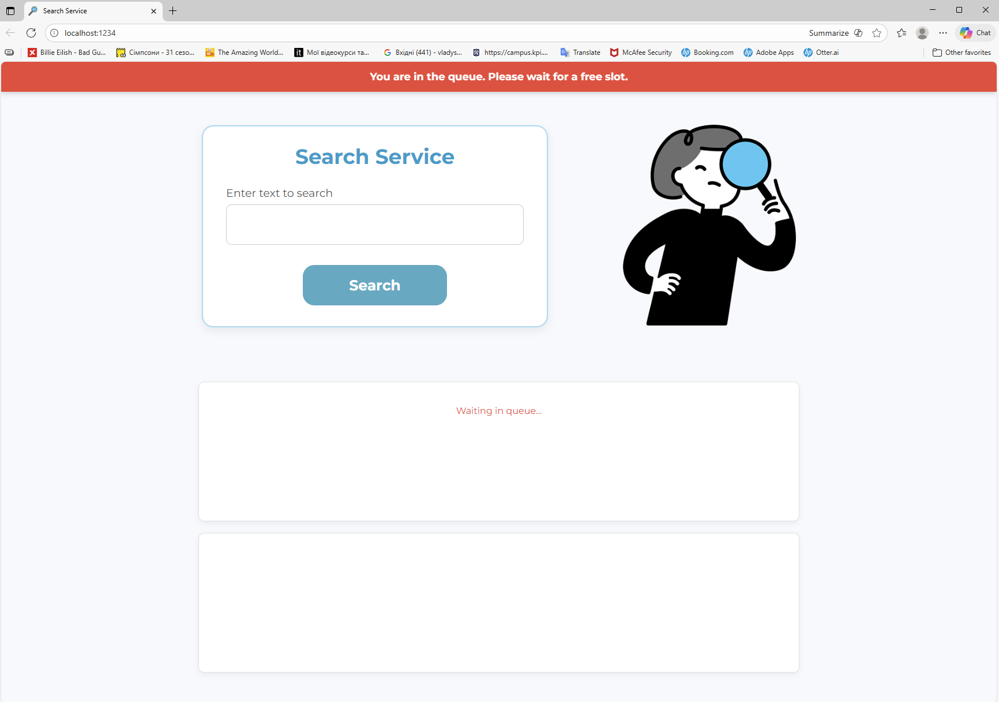 Search Service
localhost:1234
Summarize
Chat
Billie Eilish - Bad Gu...
Сімпсони - 31 сезо...
The Amazing World...
Мої відеокурси та...
Вхідні (441) - vladys...
https://campus.kpi....
Translate
McAfee Security
Booking.com
Adobe Apps
Otter.ai
Other favorites
You are in the queue. Please wait for a free slot.
Search Service
Enter text to search
Search
Waiting in queue...